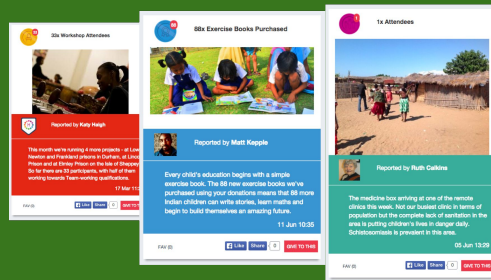 33x Workshop Attendees
Reported by Katy Haigh
This month we're running 4 more projects - at Low
Newton and Frankland prisons in Durham, at Linco
Prison and at Elmley Prison on the Isle of Sheppey
So far there are 33 participants, with half of them
working towards Team-working qualifications.
17 Mar 11:
FAV (0)
Like
Share
0
GIVE TO T
88x Exercise Books Purchased
Reported by Matt Kepple
Every child's education begins with a simple
exercise book. The 88 new exercise books we've
purchased using your donations means that 88 more
Indian children can write stories, learn maths and
begin to build themselves an amazing future.
11 Jun 10:35
FAV (0)
Like
Share
0
GIVE TO THIS
1x Attendees
Reported by Ruth Calkins
The medicine box arriving at one of the remote
clinics this week. Not our busiest clinic in terms of
population but the complete lack of sanitation in the
area is putting children's lives in danger daily.
Schistosomiasis is prevalent in this area.
05 Jun 13:29
FAV (0)
Like
Share
0
GIVE TO THIS